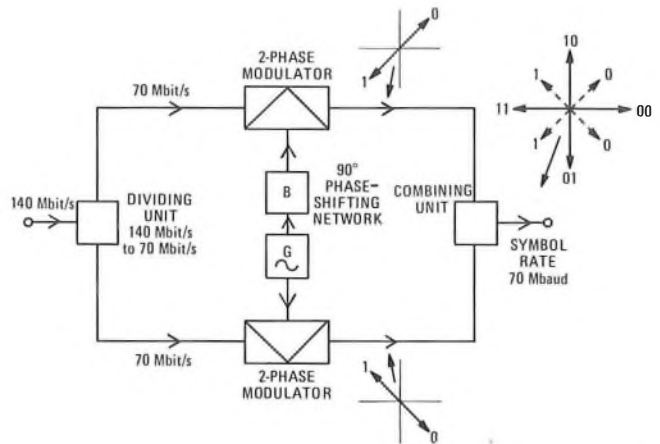 2-PHASE
MODULATOR
70 Mbit/s
0
1
10
1
0
11
00
1
0
01
90°
PHASE-
SHIFTING
NETWORK
B
G
140 Mbit/s
DIVIDING
UNIT
140 Mbit/s
to 70 Mbit/s
COMBINING
UNIT
SYMBOL
RATE
70 Mbaud
70 Mbit/s
2-PHASE
MODULATOR
1
0